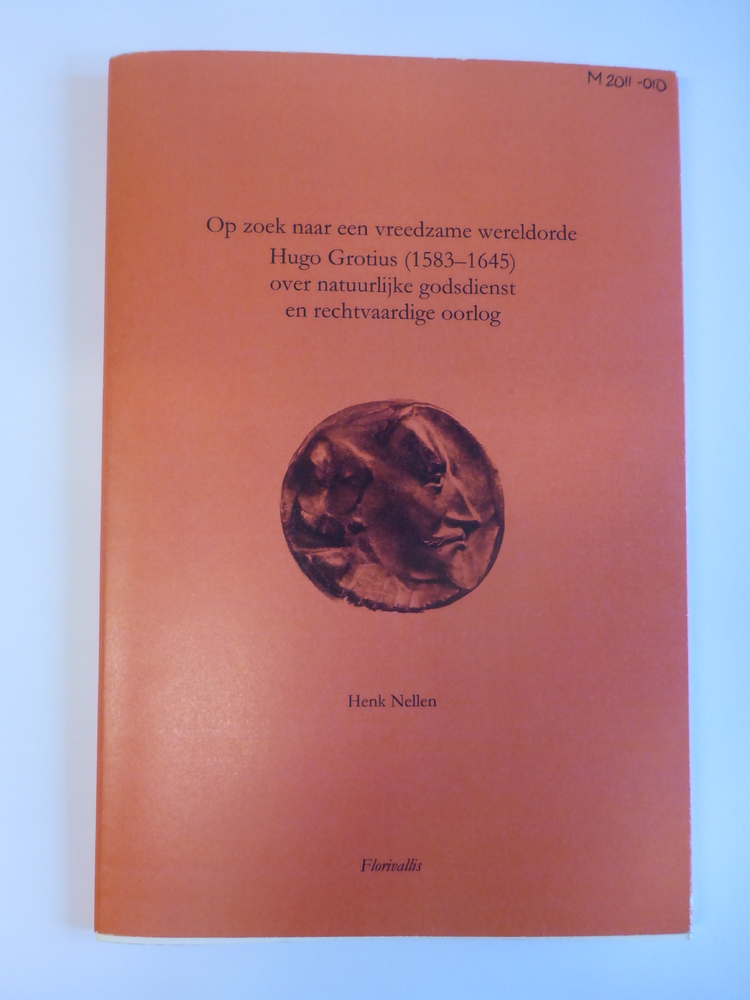 M 2011-010
Op zoek naar een vreedzame wereldorde
Hugo Grotius (1583–1645)
over natuurlijke godsdienst
en rechtvaardige oorlog
Henk Nellen
Florivallis